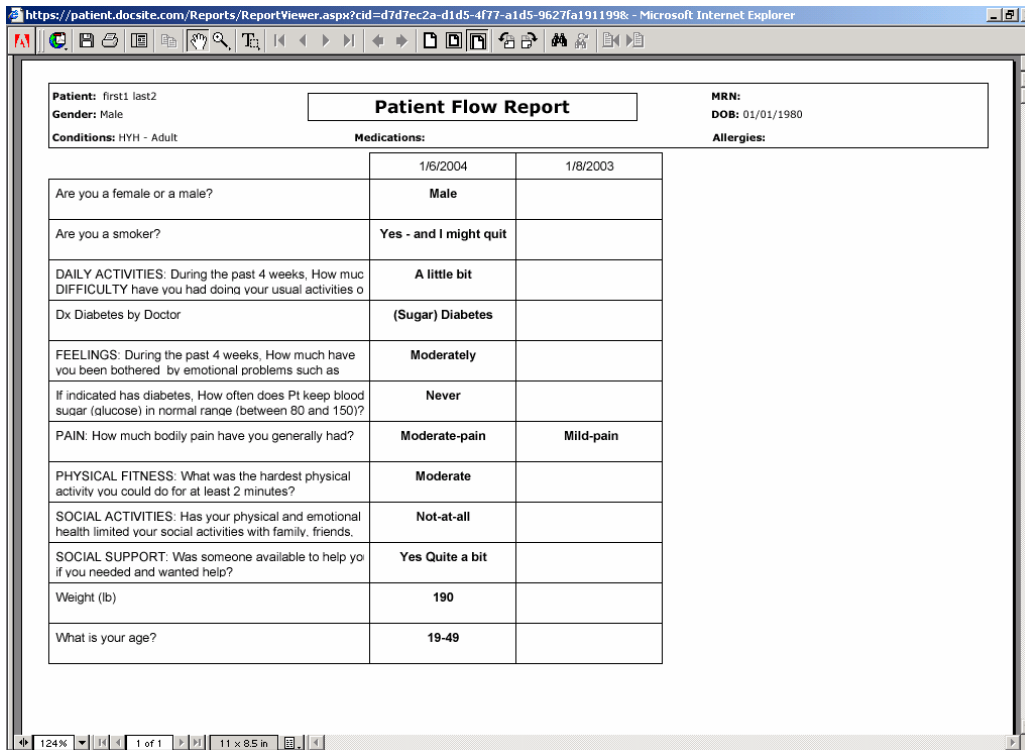 https://patient.docsite.com/Reports/ReportViewer.aspx?cid=d7d7ec2a-d1d5-4f77-a1d5-9627fa191199& - Microsoft Internet Explorer
Patient: first1 last2
Patient Flow Report
MRN:
Gender: Male
DOB: 01/01/1980
Conditions: HYH - Adult
Medications:
Allergies:
1/6/2004 1/8/2003
Are you a female or a male? Male
Are you a smoker? Yes - and I might quit
DAILY ACTIVITIES: During the past 4 weeks, How muc A little bit
DIFFICULTY have you had doing your usual activities o
Dx Diabetes by Doctor (Sugar) Diabetes
FEELINGS: During the past 4 weeks, How much have Moderately
you been bothered by emotional problems such as
If indicated has diabetes, How often does Pt keep blood Never
sugar (glucose) in normal range (between 80 and 150)?
PAIN: How much bodily pain have you generally had? Moderate-pain Mild-pain
PHYSICAL FITNESS: What was the hardest physical Moderate
activity you could do for at least 2 minutes?
SOCIAL ACTIVITIES: Has your physical and emotional Not-at-all
health limited your social activities with family, friends,
SOCIAL SUPPORT: Was someone available to help you Yes Quite a bit
if you needed and wanted help?
Weight (lb) 190
What is your age? 19-49
124% 1 of 1 11 x 8.5 in